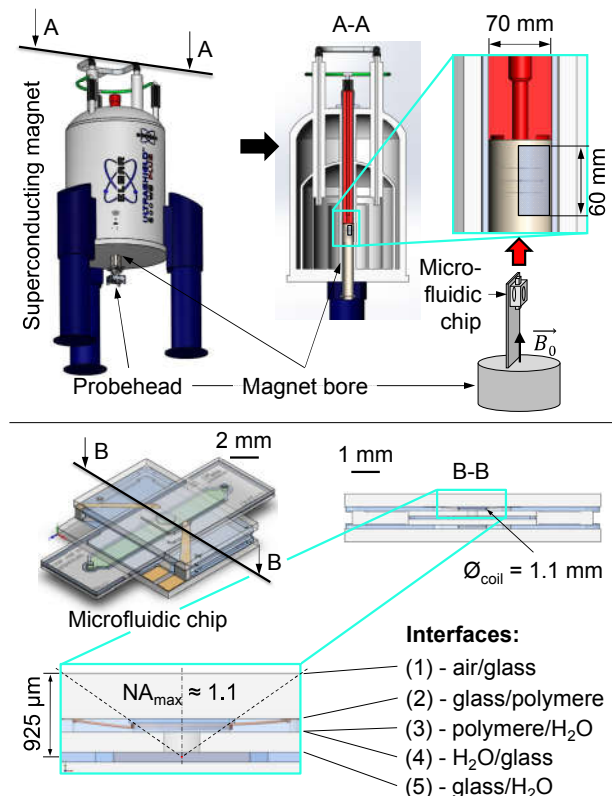 A
A
A-A
70 mm
60 mm
Superconducting magnet
ULTRASHIELD
PLUS
Micro-
fluidic
chip
B₀
Probehead
Magnet bore
B
2 mm
B
1 mm
B-B
Øcoil = 1.1 mm
Microfluidic chip
Interfaces:
925 µm
NAmax ≈ 1.1
(1) - air/glass
(2) - glass/polymere
(3) - polymere/H₂O
(4) - H₂O/glass
(5) - glass/H₂O